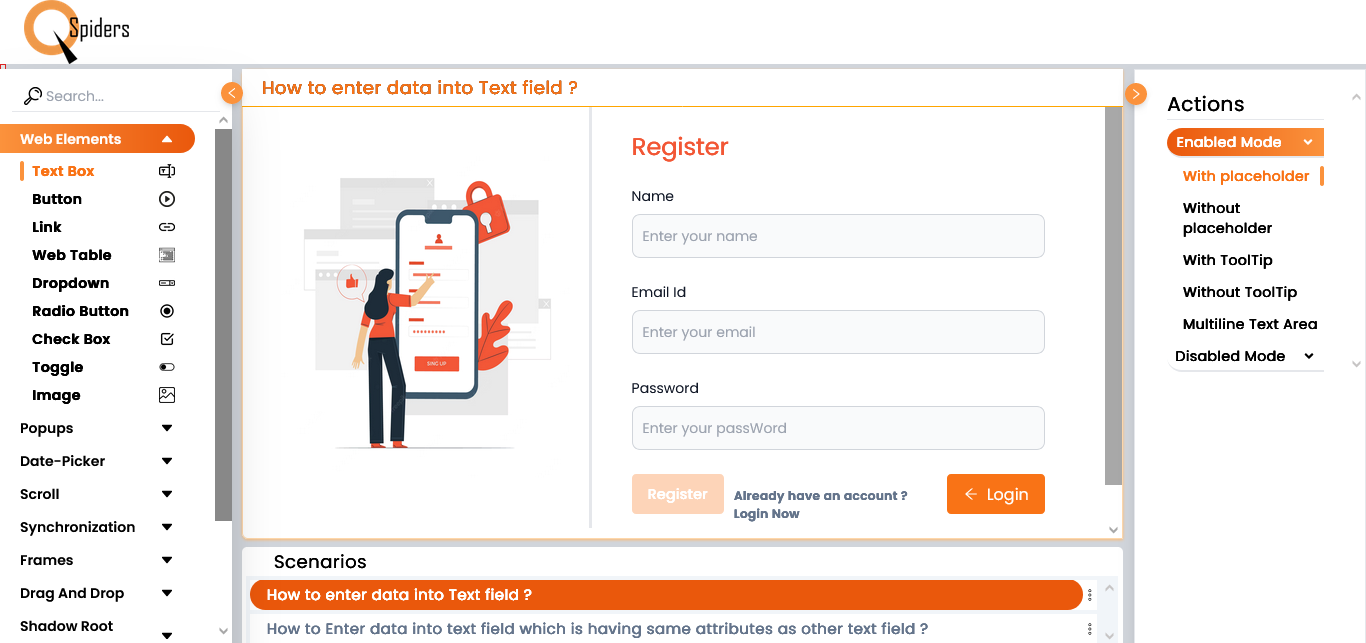 Spiders
Search...
Web Elements
Text Box
Button
Link
Web Table
Dropdown
Radio Button
Check Box
Toggle
Image
Popups
Date-Picker
Scroll
Synchronization
Frames
Drag And Drop
Shadow Root
How to enter data into Text field ?
SING UP
Register
Name
Enter your name
Email Id
Enter your email
Password
Enter your passWord
Register
Already have an account ?
Login Now
Login
Scenarios
How to enter data into Text field ?
How to Enter data into text field which is having same attributes as other text field ?
Actions
Enabled Mode
With placeholder
Without
placeholder
With ToolTip
Without ToolTip
Multiline Text Area
Disabled Mode